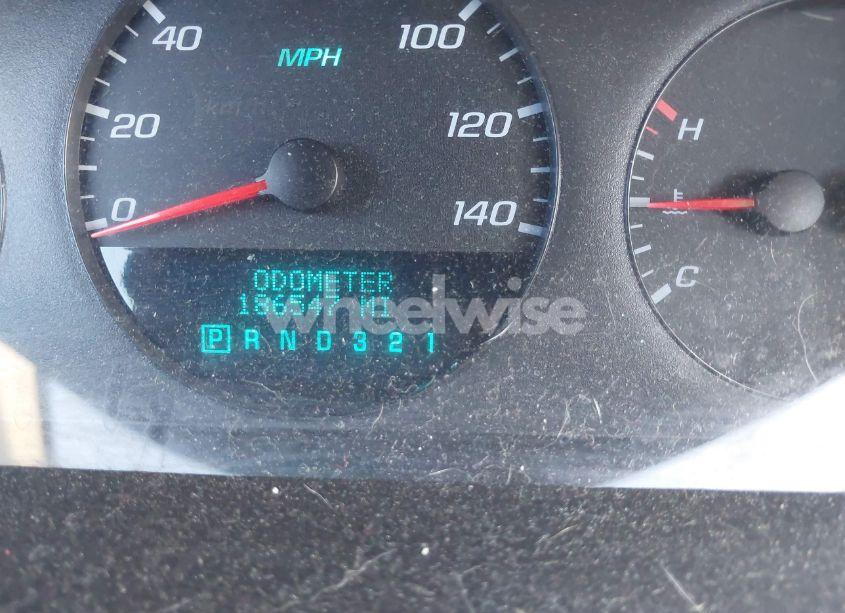 40
100
MPH
20
120
H
0
140
C
ODOMETER
186547 MI
wheelwise
P R N D 3 2 1